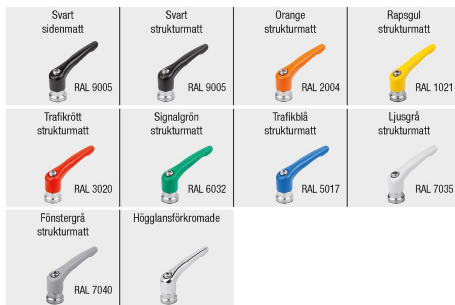 Svart
sidenmatt
RAL 9005
Svart
strukturmatt
RAL 9005
Orange
strukturmatt
RAL 2004
Rapsgul
strukturmatt
RAL 1021
Trafikrött
strukturmatt
RAL 3020
Signalgrön
strukturmatt
RAL 6032
Trafikblå
strukturmatt
RAL 5017
Ljusgrå
strukturmatt
RAL 7035
Fönstergrå
strukturmatt
RAL 7040
Högglansförkromade